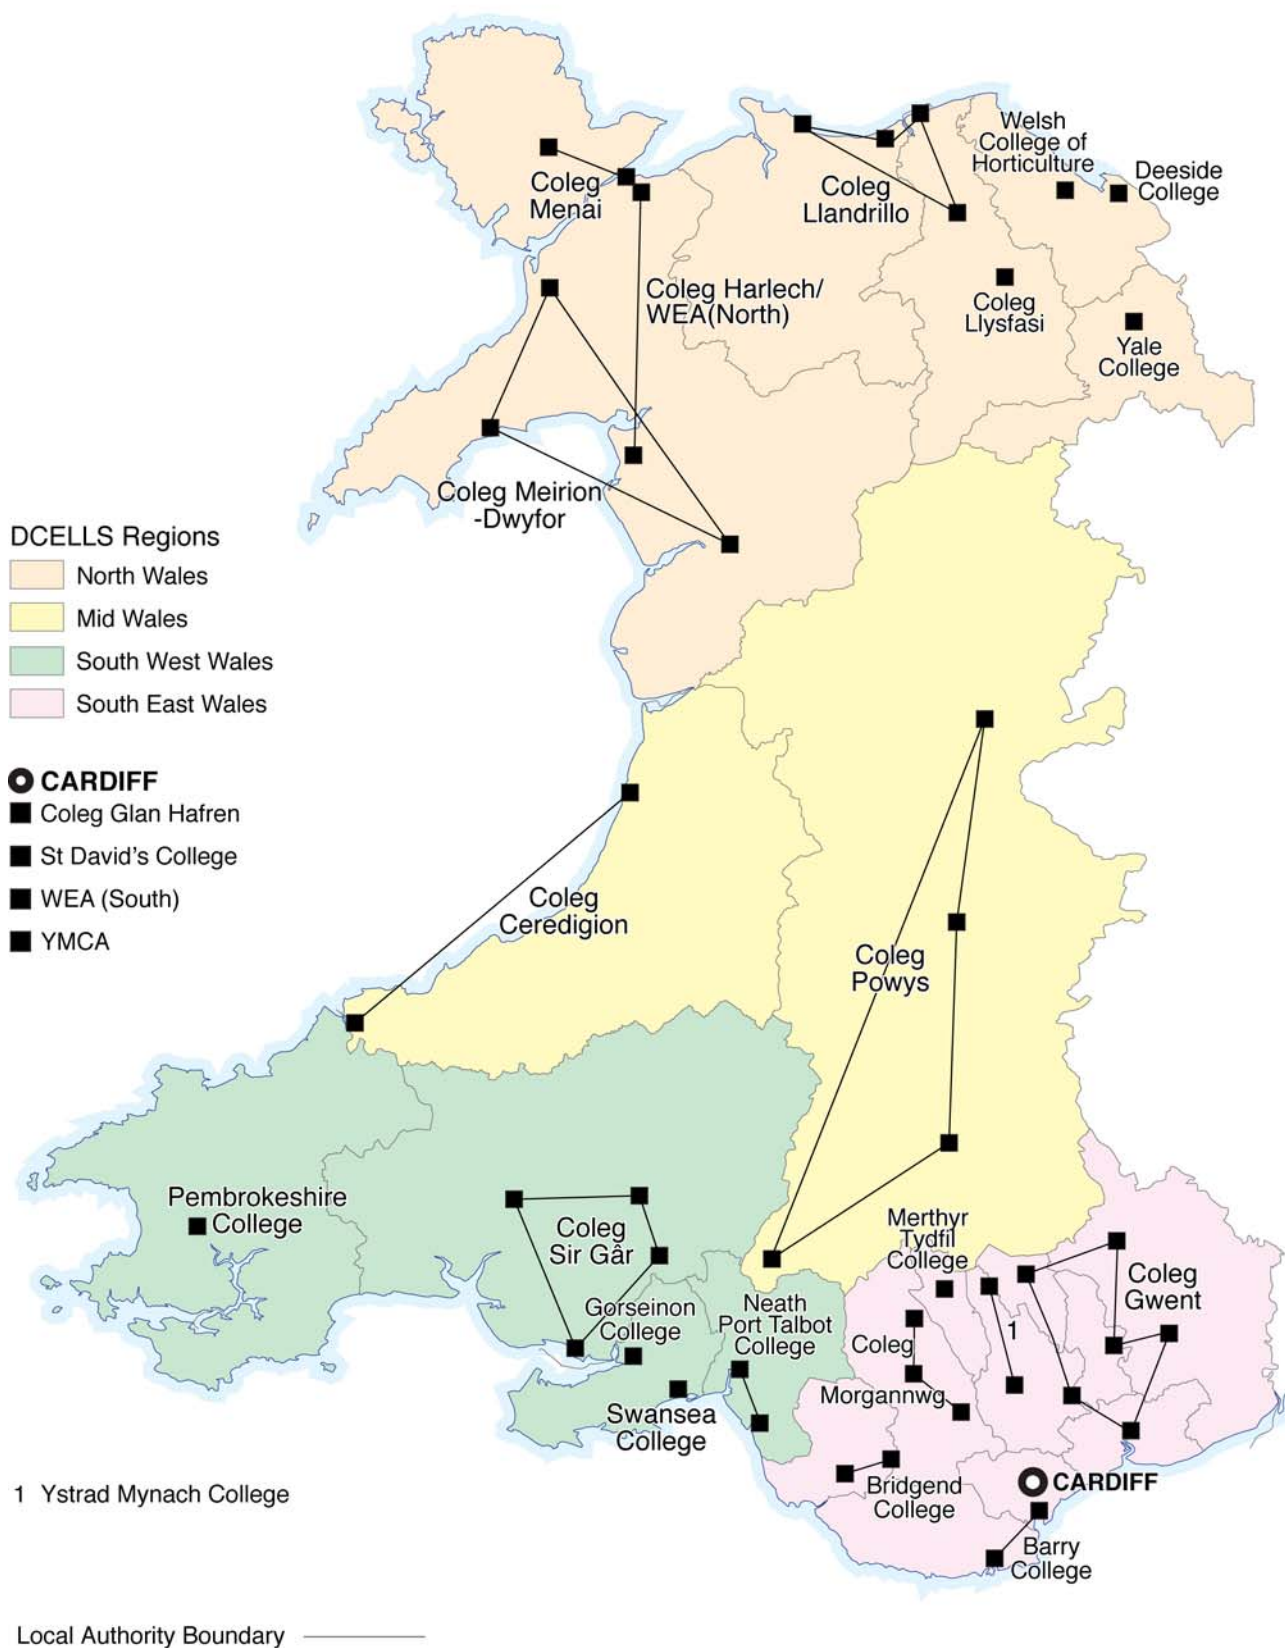 Welsh
College of
Horticulture
Deeside
College
Coleg
Menai
Coleg
Llandrillo
Coleg Harlech/
WEA(North)
Coleg
Llysfasi
Yale
College
Coleg Meirion
-Dwyfor
DCELLS Regions
North Wales
Mid Wales
South West Wales
South East Wales
CARDIFF
Coleg Glan Hafren
St David's College
WEA (South)
YMCA
Coleg
Ceredigion
Coleg
Powys
Pembrokeshire
College
Coleg
Sir Gâr
Merthyr
Tydfil
College
Coleg
Gwent
Gorseinon
College
Neath
Port Talbot
College
1
Coleg
Morgannwg
Swansea
College
Bridgend
College
CARDIFF
Barry
College
1 Ystrad Mynach College
Local Authority Boundary